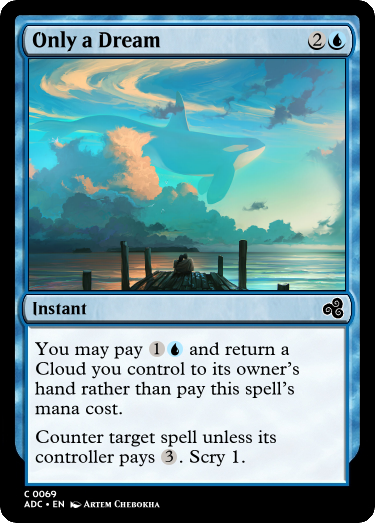 Only a Dream 2
Instant
You may pay 1 and return a
Cloud you control to its owner's
hand rather than pay this spell's
mana cost.
Counter target spell unless its
controller pays 3. Scry 1.
C 0069
ADC • EN Artem Chebokha